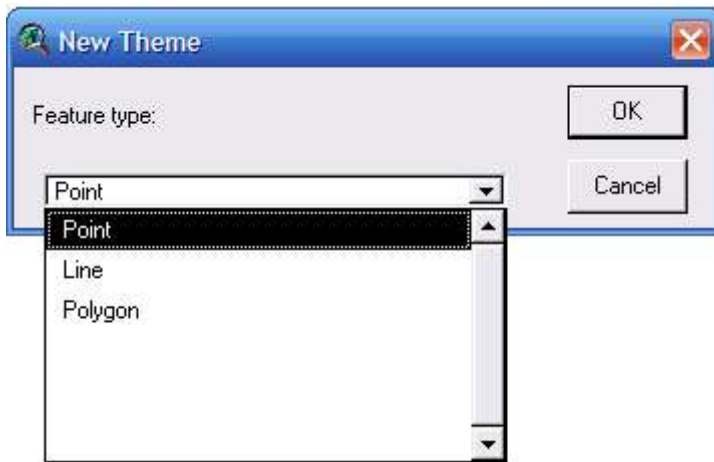 New Theme
Feature type:
OK
Point
Cancel
Point
Line
Polygon